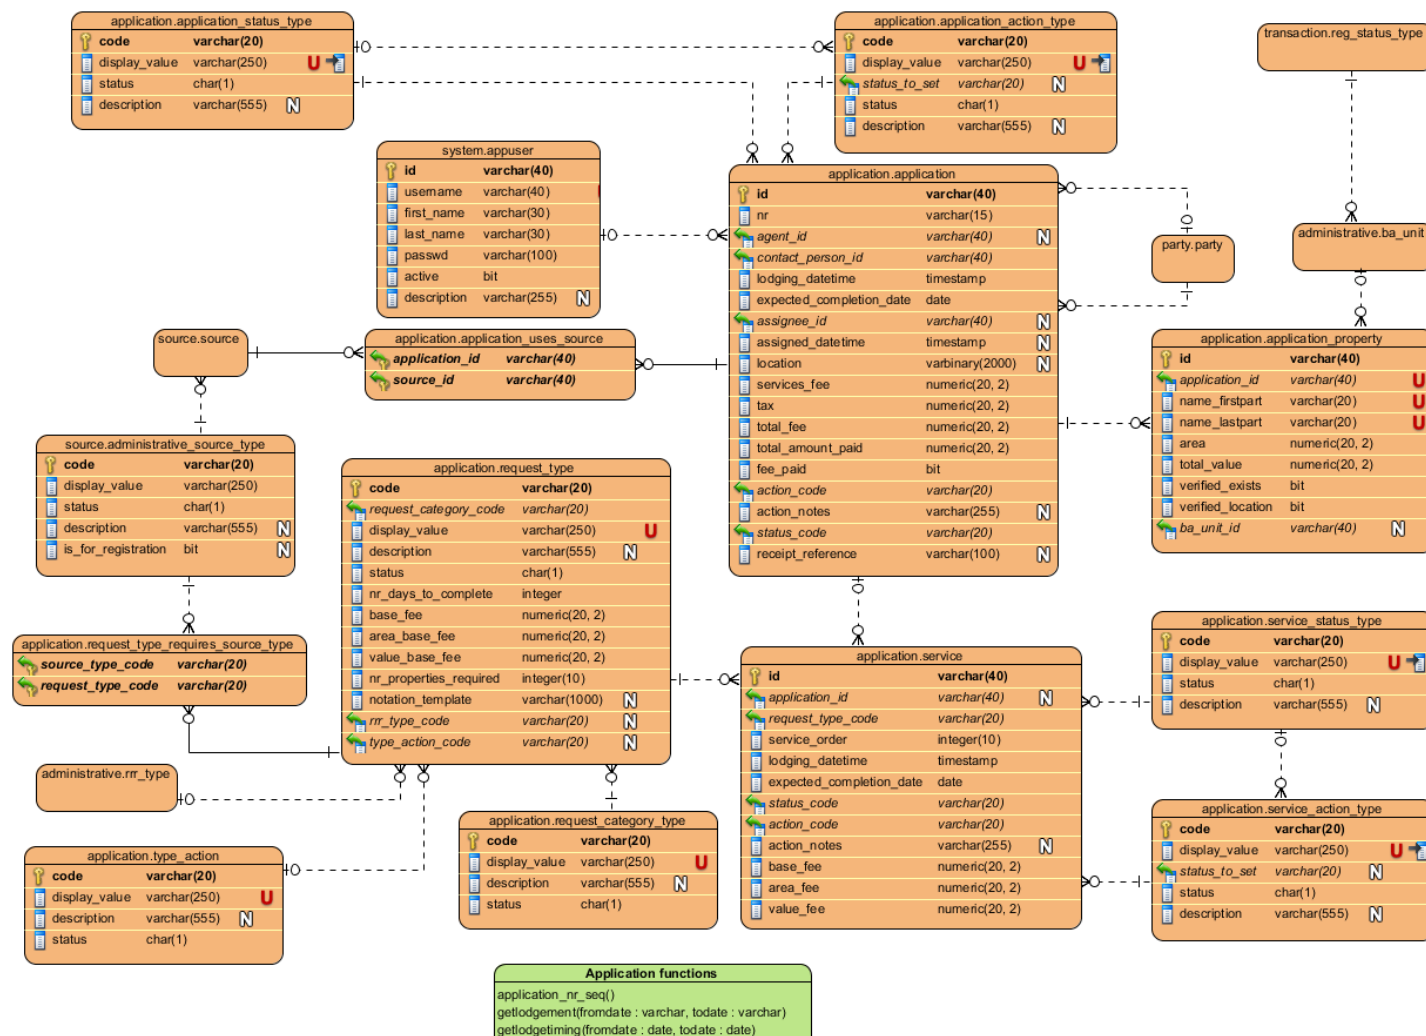 application.application_status_type
code varchar(20)
display_value varchar(250) U
status char(1)
description varchar(555) N
application.application_action_type
code varchar(20)
display_value varchar(250) U
status_to_set varchar(20) N
status char(1)
description varchar(555) N
transaction.reg_status_type
system.appuser
id varchar(40)
username varchar(40)
first_name varchar(30)
last_name varchar(30)
passwd varchar(100)
active bit
description varchar(255) N
application.application
id varchar(40)
nr varchar(15)
agent_id varchar(40) N
contact_person_id varchar(40)
lodging_datetime timestamp
expected_completion_date date
assignee_id varchar(40) N
assigned_datetime timestamp N
location varbinary(2000) N
services_fee numeric(20, 2)
tax numeric(20, 2)
total_fee numeric(20, 2)
total_amount_paid numeric(20, 2)
fee_paid bit
action_code varchar(20)
action_notes varchar(255) N
status_code varchar(20)
receipt_reference varchar(100) N
party.party
administrative.ba_unit
source.source
application.application_uses_source
application_id varchar(40)
source_id varchar(40)
application.application_property
id varchar(40)
application_id varchar(40) U
name_firstpart varchar(20) U
name_lastpart varchar(20) U
area numeric(20, 2)
total_value numeric(20, 2)
verified_exists bit
verified_location bit
ba_unit_id varchar(40) N
source.administrative_source_type
code varchar(20)
display_value varchar(250)
status char(1)
description varchar(555) N
is_for_registration bit N
application.request_type
code varchar(20)
request_category_code varchar(20)
display_value varchar(250) U
description varchar(555) N
status char(1)
nr_days_to_complete integer
base_fee numeric(20, 2)
area_base_fee numeric(20, 2)
value_base_fee numeric(20, 2)
nr_properties_required integer(10)
notation_template varchar(1000) N
rrr_type_code varchar(20) N
type_action_code varchar(20) N
application.request_type_requires_source_type
source_type_code varchar(20)
request_type_code varchar(20)
application.service
id varchar(40)
application_id varchar(40) N
request_type_code varchar(20)
service_order integer(10)
lodging_datetime timestamp
expected_completion_date date
status_code varchar(20)
action_code varchar(20)
action_notes varchar(255) N
base_fee numeric(20, 2)
area_fee numeric(20, 2)
value_fee numeric(20, 2)
application.service_status_type
code varchar(20)
display_value varchar(250) U
status char(1)
description varchar(555) N
administrative.rrr_type
application.type_action
code varchar(20)
display_value varchar(250) U
description varchar(555) N
status char(1)
application.request_category_type
code varchar(20)
display_value varchar(250) U
description varchar(555) N
status char(1)
application.service_action_type
code varchar(20)
display_value varchar(250) U
status_to_set varchar(20) N
status char(1)
description varchar(555) N
Application functions
application_nr_seq()
getlodgement(fromdate : varchar, todate : varchar)
getlodgetiming(fromdate : date, todate : date)